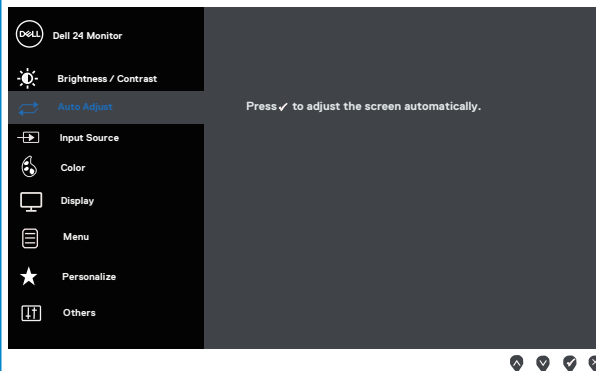 DELL Dell 24 Monitor
Brightness / Contrast
Auto Adjust
Press ✓ to adjust the screen automatically.
Input Source
Color
Display
Menu
Personalize
Others